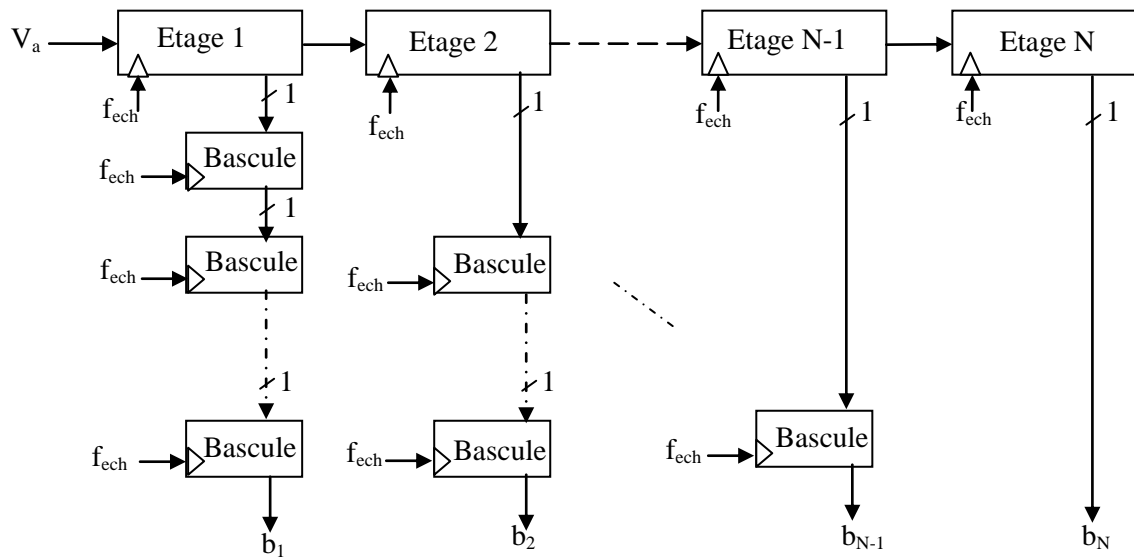 Va
Etage 1
Etage 2
Etage N-1
Etage N
fech
1
fech
1
fech
1
fech
1
fech
Bascule
1
fech
Bascule
fech
Bascule
1
1
fech
Bascule
fech
Bascule
fech
Bascule
b1
b2
bN-1
bN